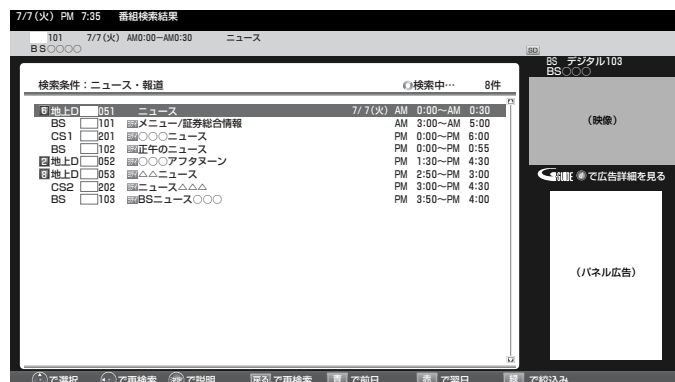 7/7(火) PM 7:35 番組検索結果
101 7/7(火) AM0:00−AM0:30 ニュース
BS○○○○
SD
BS デジタル103
BS○○○
検索条件：ニュース・報道 検索中… 8件
地上D 051 ニュース 7/7(火) AM 0:00〜AM 0:30
BS 101 メニュー/証券総合情報 AM 3:00〜AM 5:00
CS1 201 ○○○ニュース PM 0:00〜PM 6:00
BS 102 正午のニュース PM 0:00〜PM 0:55
2 地上D 052 ○○○アフタヌーン PM 1:30〜PM 4:30
地上D 053 △△ニュース PM 2:50〜PM 3:00
CS2 202 ニュース△△△ PM 3:00〜PM 4:30
BS 103 BSニュース○○○ PM 3:50〜PM 4:00
（映像）
GUIDE で広告詳細を見る
（パネル広告）
で選択 で再検索 で説明 戻る で再検索 青 で前日 赤 で翌日 緑 で絞込み